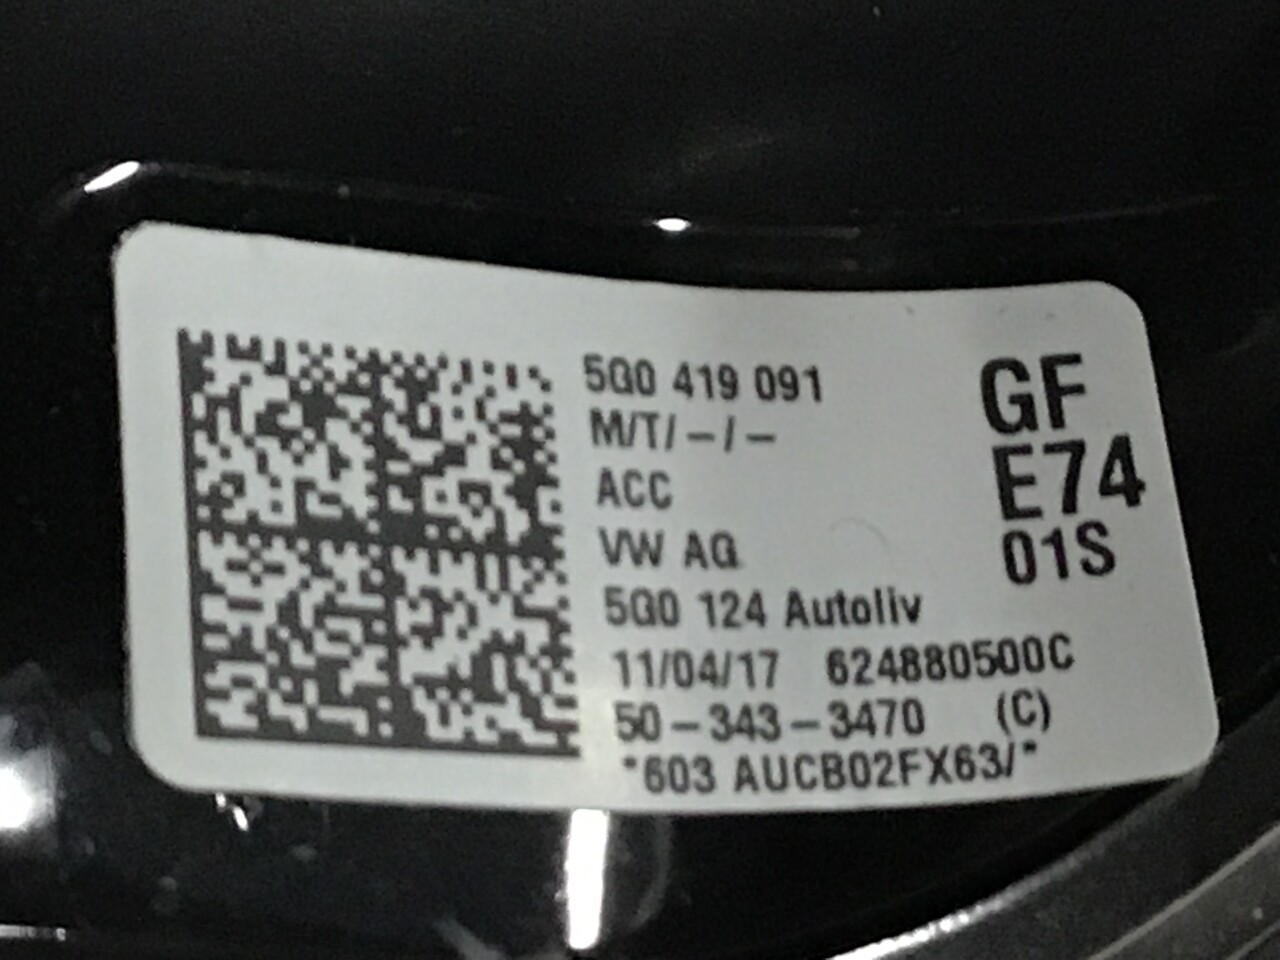 5G0 419 091
M/T/-/-
ACC
VW AG
5G0 124 Autoliv
11/04/17 624880500C
50-343-3470 (C)
*603 AUCB02FX63/*
GF
E74
01S